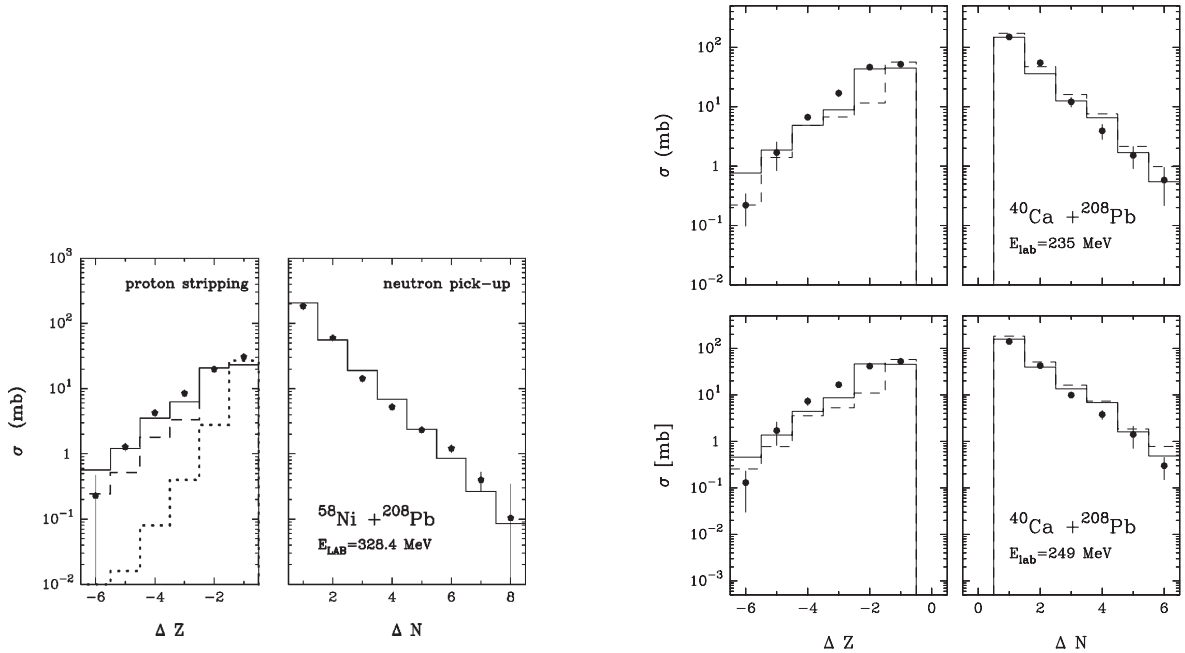 10³
10²
10¹
1
10⁻¹
10⁻²
σ (mb)
proton stripping
−6
−4
−2
Δ Z
neutron pick-up
⁵⁸Ni +²⁰⁸Pb
E_LAB=328.4 MeV
2
4
6
8
Δ N
10²
10¹
1
10⁻¹
10⁻²
σ (mb)
⁴⁰Ca +²⁰⁸Pb
E_lab=235 MeV
10²
10¹
1
10⁻¹
10⁻²
10⁻³
σ [mb]
−6
−4
−2
0
Δ Z
⁴⁰Ca +²⁰⁸Pb
E_lab=249 MeV
0
2
4
6
Δ N